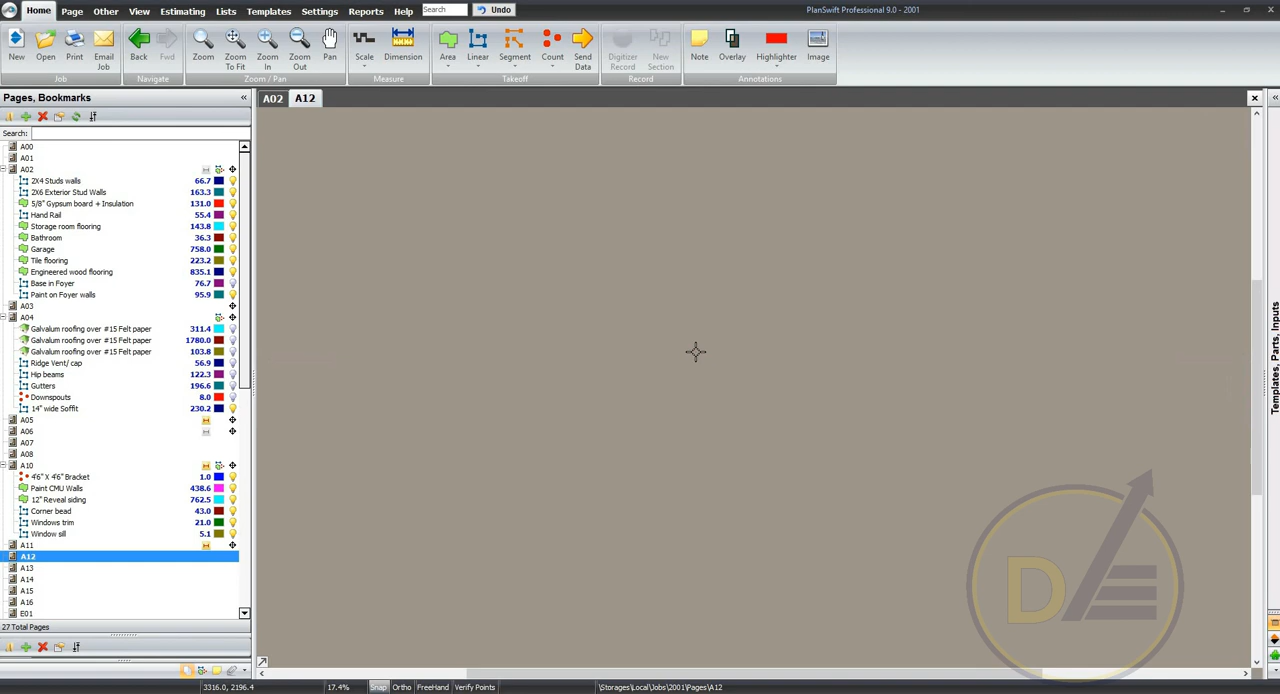 Home Page Other View Estimating Lists Templates Settings Reports Help Search Undo
PlanSwift Professional 9.0 - 2001
New Open Print Email Job Back Fwd Zoom Zoom To Fit Zoom In Zoom Out Pan Scale Dimension Area Linear Segment Count Send Data Digitizer Record New Section Note Overlay Highlighter Image
Job Navigate Zoom / Pan Measure Takeoff Record Annotations
Pages, Bookmarks
A02 A12
Search:
A00
A01
A02
2X4 Studs walls 66.7
2X6 Exterior Stud Walls 163.3
5/8" Gypsum board + Insulation 131.0
Hand Rail 55.4
Storage room flooring 143.8
Bathroom 36.3
Garage 758.0
Tile flooring 223.2
Engineered wood flooring 835.1
Base in Foyer 76.7
Paint on Foyer walls 95.9
A03
A04
Galvalum roofing over #15 Felt paper 311.4
Galvalum roofing over #15 Felt paper 1780.0
Galvalum roofing over #15 Felt paper 103.8
Ridge Vent/ cap 56.9
Hip beams 122.3
Gutters 196.6
Downspouts 8.0
14" wide Soffit 230.2
A05
A06
A07
A08
A10
4'6" X 4'6" Bracket 1.0
Paint CMU Walls 438.6
12" Reveal siding 762.5
Corner bead 43.0
Windows trim 21.0
Window sill 5.1
A11
A12
A13
A14
A15
A16
E01
27 Total Pages
Templates, Parts, Inputs
D
3316.0, 2196.4 17.4% Snap Ortho FreeHand Verify Points \Storages\Local\Jobs\2001\Pages\A12